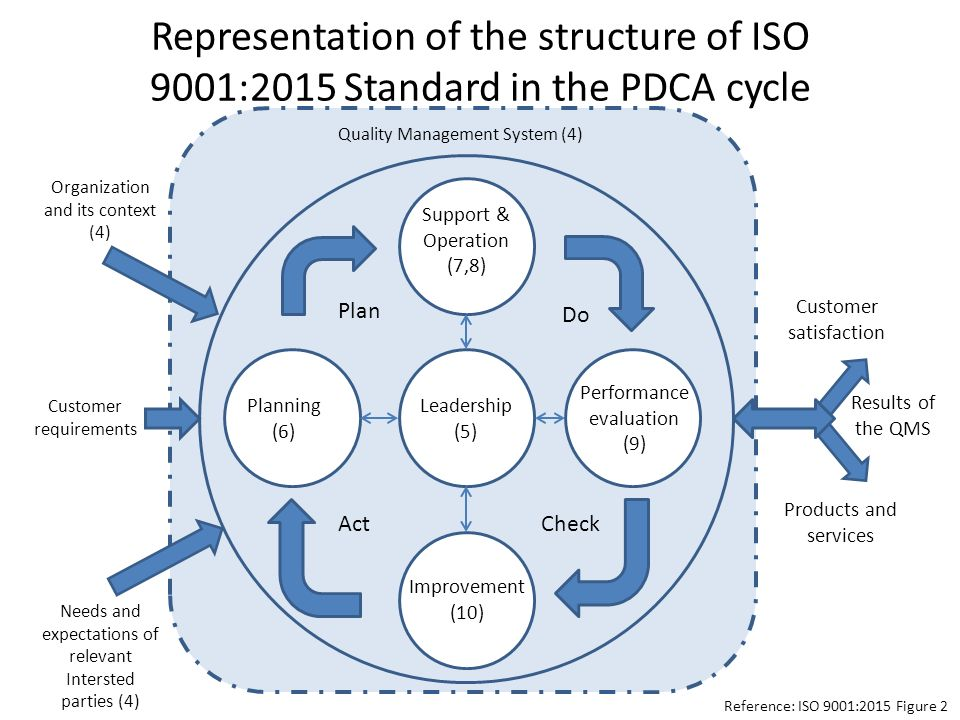 Representation of the structure of ISO
9001:2015 Standard in the PDCA cycle
Quality Management System (4)
Organization
and its context
(4)
Support &
Operation
(7,8)
Plan
Do
Customer
satisfaction
Customer
requirements
Planning
(6)
Leadership
(5)
Performance
evaluation
(9)
Results of
the QMS
Act
Check
Products and
services
Improvement
(10)
Needs and
expectations of
relevant
Intersted
parties (4)
Reference: ISO 9001:2015 Figure 2